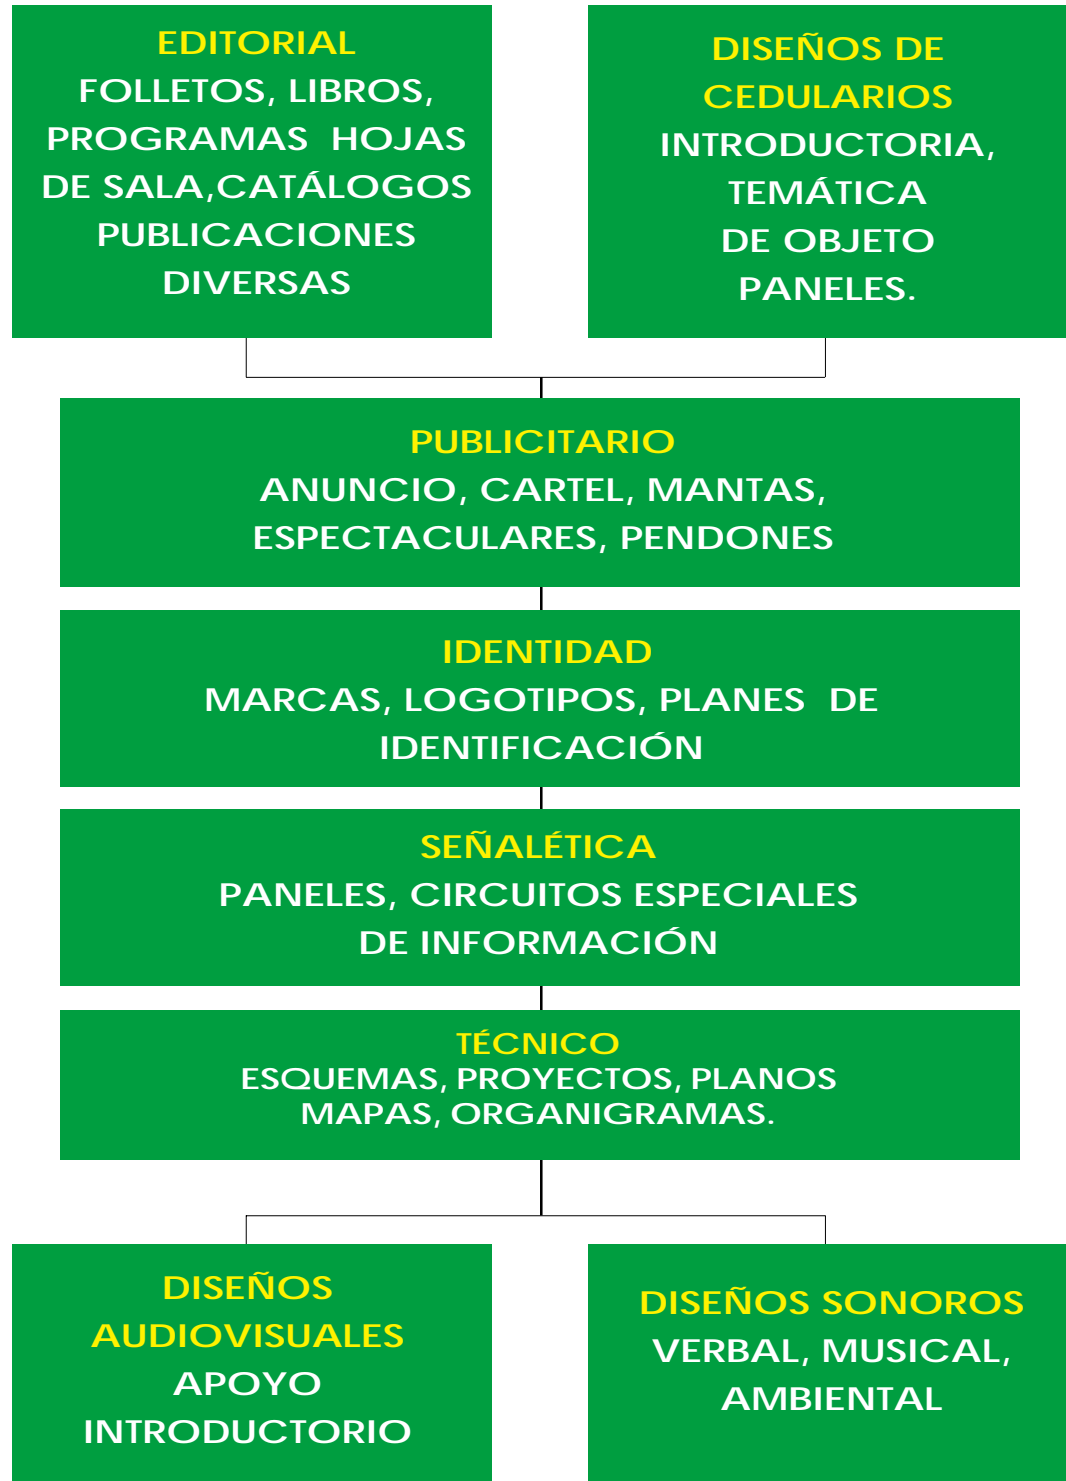 EDITORIAL
FOLLETOS, LIBROS,
PROGRAMAS HOJAS
DE SALA,CATÁLOGOS
PUBLICACIONES
DIVERSAS
DISEÑOS DE
CEDULARIOS
INTRODUCTORIA,
TEMÁTICA
DE OBJETO
PANELES.
PUBLICITARIO
ANUNCIO, CARTEL, MANTAS,
ESPECTACULARES, PENDONES
IDENTIDAD
MARCAS, LOGOTIPOS, PLANES DE
IDENTIFICACIÓN
SEÑALÉTICA
PANELES, CIRCUITOS ESPECIALES
DE INFORMACIÓN
TÉCNICO
ESQUEMAS, PROYECTOS, PLANOS
MAPAS, ORGANIGRAMAS.
DISEÑOS
AUDIOVISUALES
APOYO
INTRODUCTORIO
DISEÑOS SONOROS
VERBAL, MUSICAL,
AMBIENTAL